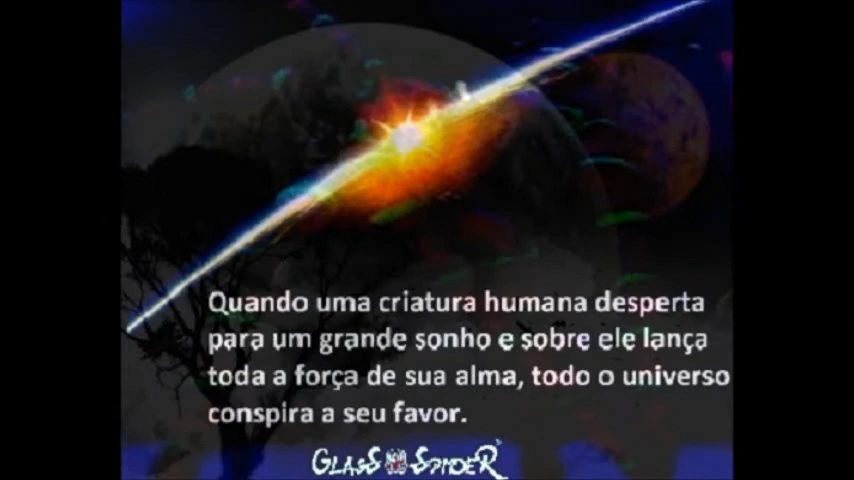 Quando uma criatura humana desperta
para um grande sonho e sobre ele lança
toda a força de sua alma, todo o universo
conspira a seu favor.
GLASS SPIDER